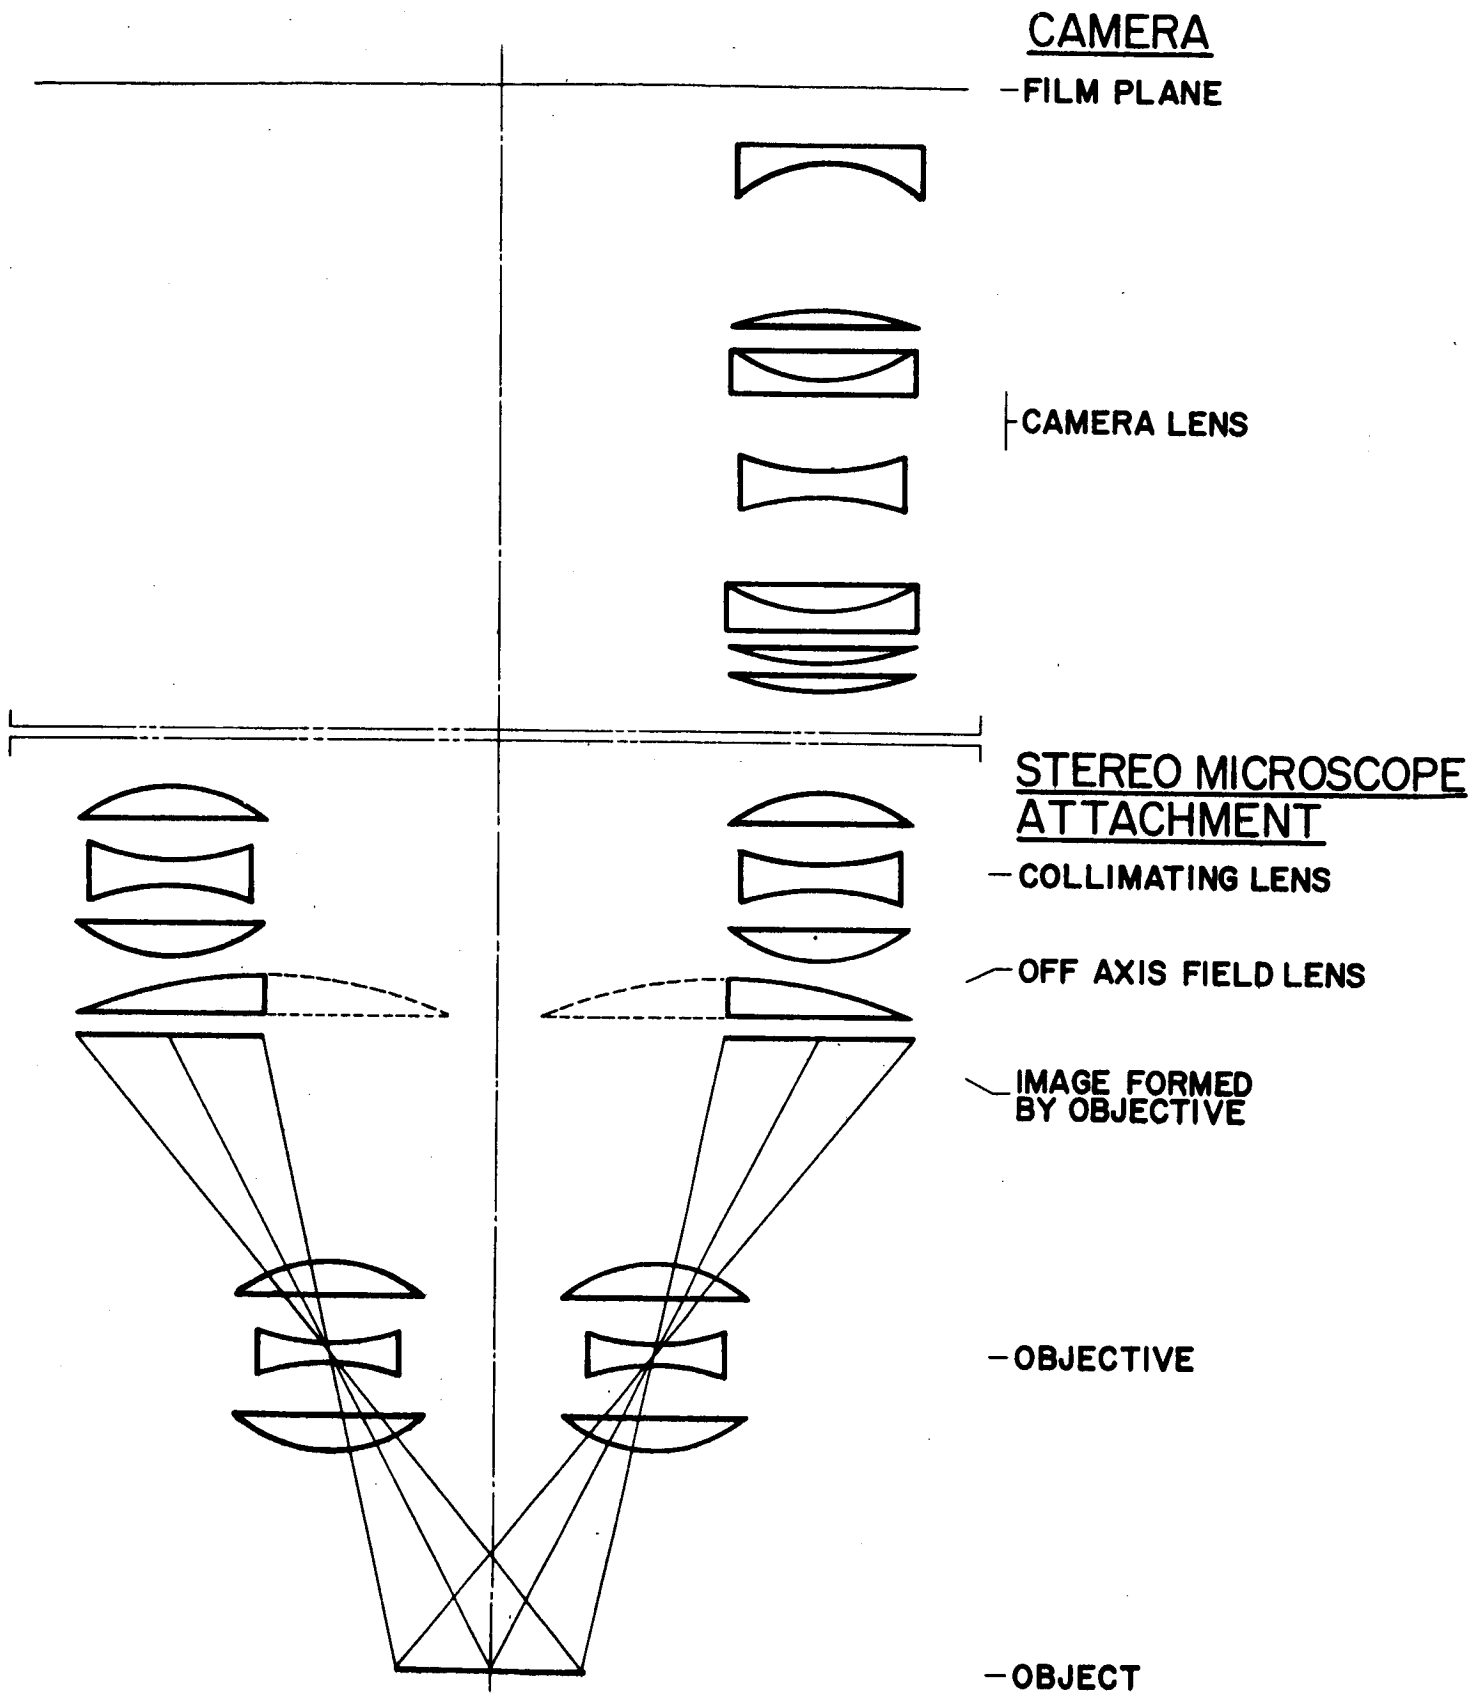 CAMERA
FILM PLANE
CAMERA LENS
STEREO MICROSCOPE
ATTACHMENT
COLLIMATING LENS
OFF AXIS FIELD LENS
IMAGE FORMED
BY OBJECTIVE
OBJECTIVE
OBJECT